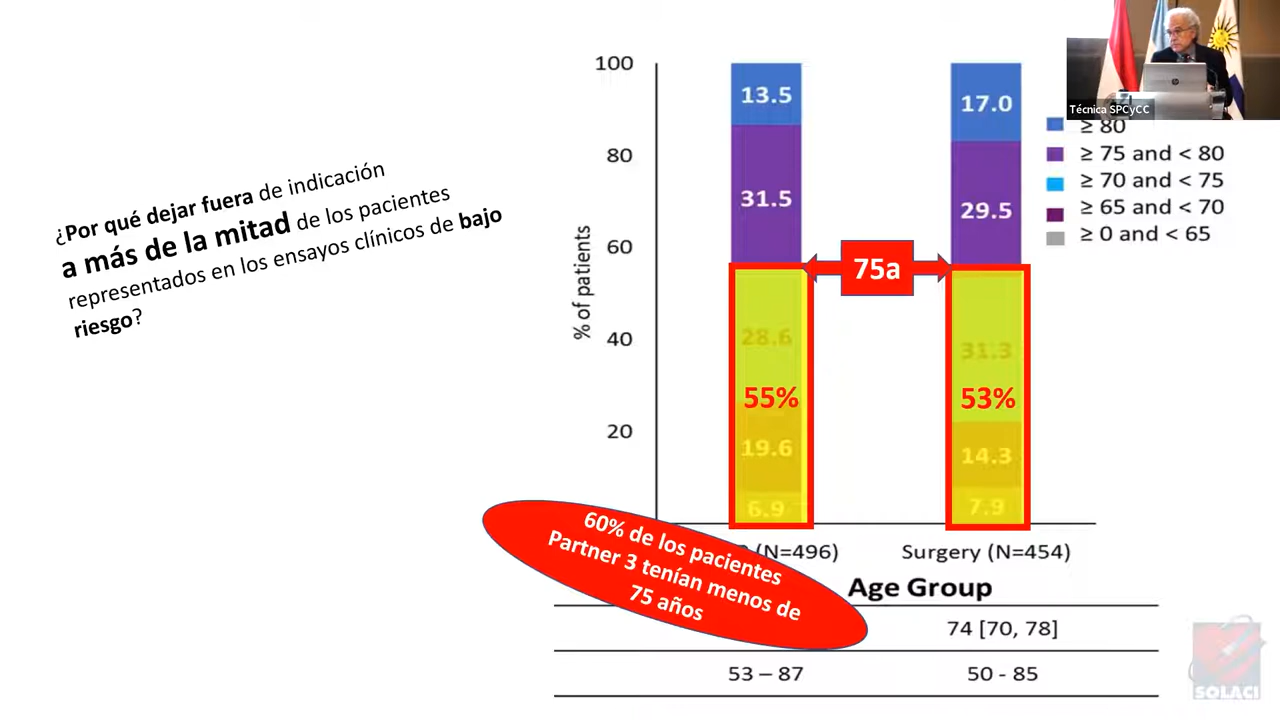 Técnica SPCyCC
¿Por qué dejar fuera de indicación
a más de la mitad de los pacientes
representados en los ensayos clínicos de bajo
riesgo?
% of patients
100
80
60
40
20
13.5
31.5
28.6
55%
19.6
6.9
75a
17.0
29.5
31.3
53%
14.3
7.9
≥ 80
≥ 75 and < 80
≥ 70 and < 75
≥ 65 and < 70
≥ 0 and < 65
(N=496)
Surgery (N=454)
60% de los pacientes
Partner 3 tenían menos de
75 años
Age Group
74 [70, 78]
53 – 87
50 - 85
SOLACI